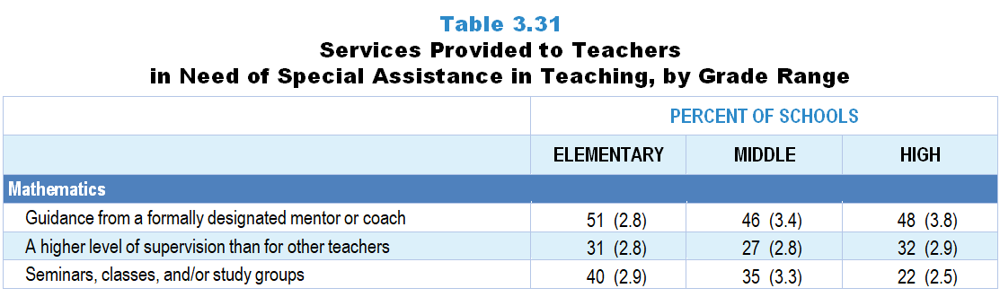 Table 3.31
Services Provided to Teachers
in Need of Special Assistance in Teaching, by Grade Range
PERCENT OF SCHOOLS
ELEMENTARY MIDDLE HIGH
Mathematics
Guidance from a formally designated mentor or coach 51 (2.8) 46 (3.4) 48 (3.8)
A higher level of supervision than for other teachers 31 (2.8) 27 (2.8) 32 (2.9)
Seminars, classes, and/or study groups 40 (2.9) 35 (3.3) 22 (2.5)